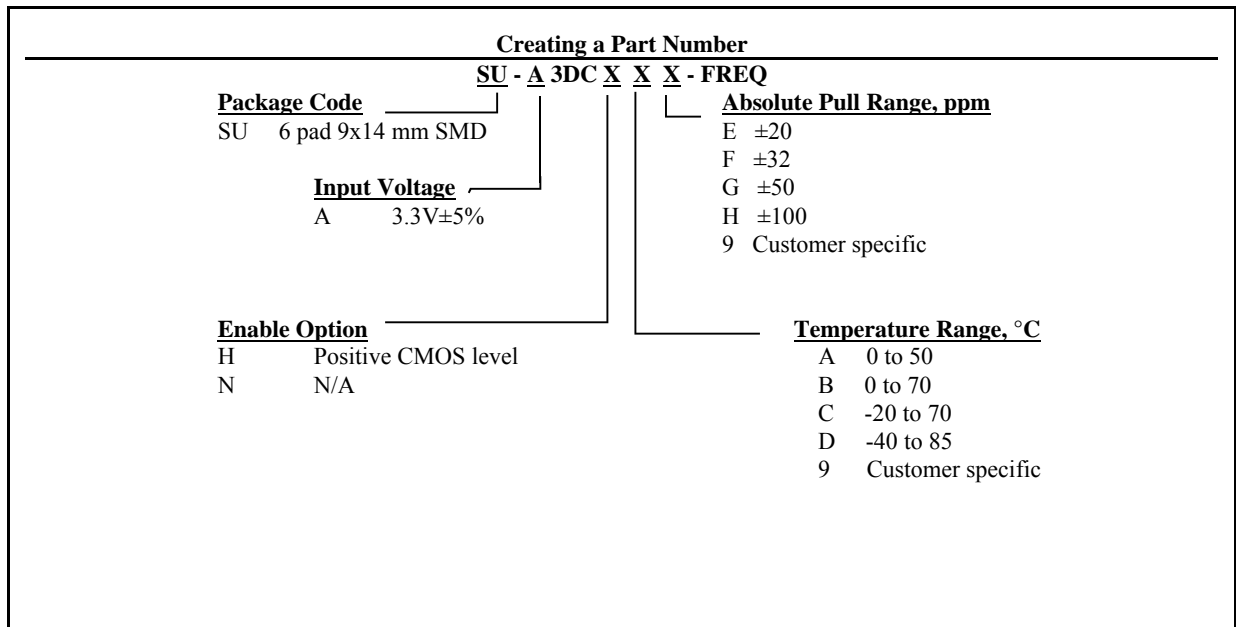 Creating a Part Number
SU - A 3DC X X X - FREQ
Package Code
SU 6 pad 9x14 mm SMD
Input Voltage
A 3.3V±5%
Absolute Pull Range, ppm
E ±20
F ±32
G ±50
H ±100
9 Customer specific
Enable Option
H Positive CMOS level
N N/A
Temperature Range, °C
A 0 to 50
B 0 to 70
C -20 to 70
D -40 to 85
9 Customer specific